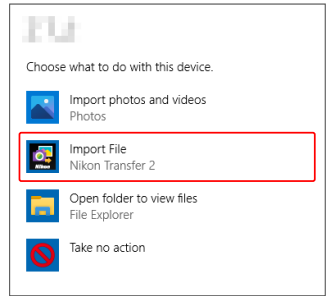 Choose what to do with this device.
Import photos and videos
Photos
Import File
Nikon Transfer 2
Nikon
Open folder to view files
File Explorer
Take no action